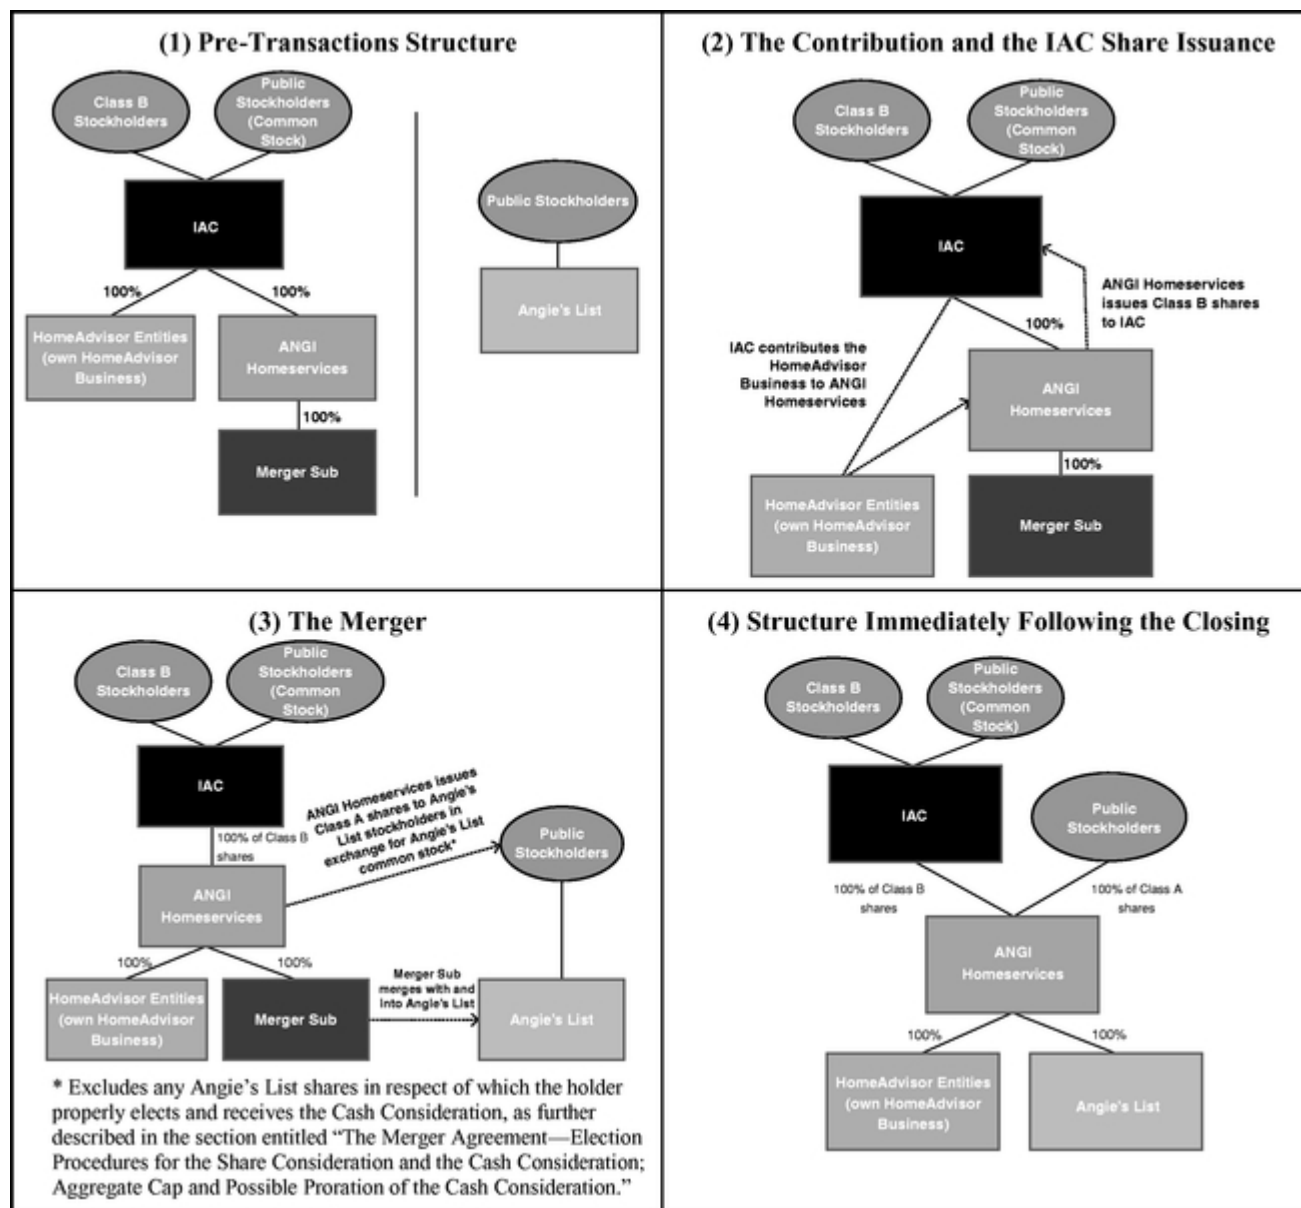 (1) Pre-Transactions Structure
Class B
Stockholders
Public
Stockholders
(Common
Stock)
IAC
100%
100%
HomeAdvisor Entities
(own HomeAdvisor
Business)
ANGI
Homeservices
100%
Merger Sub
Public Stockholders
Angie's List
(2) The Contribution and the IAC Share Issuance
Class B
Stockholders
Public
Stockholders
(Common
Stock)
IAC
ANGI Homeservices
issues Class B shares
to IAC
100%
IAC contributes the
HomeAdvisor
Business to ANGI
Homeservices
ANGI
Homeservices
100%
HomeAdvisor Entities
(own HomeAdvisor
Business)
Merger Sub
(3) The Merger
Class B
Stockholders
Public
Stockholders
(Common
Stock)
IAC
100% of Class B
shares
ANGI Homeservices issues
Class A shares to Angie's
List stockholders in
exchange for Angie's List
common stock*
Public
Stockholders
ANGI
Homeservices
100%
100%
HomeAdvisor Entities
(own HomeAdvisor
Business)
Merger Sub
Merger Sub
merges with and
into Angie's List
Angie's List
* Excludes any Angie’s List shares in respect of which the holder
properly elects and receives the Cash Consideration, as further
described in the section entitled “The Merger Agreement—Election
Procedures for the Share Consideration and the Cash Consideration;
Aggregate Cap and Possible Proration of the Cash Consideration.”
(4) Structure Immediately Following the Closing
Class B
Stockholders
Public
Stockholders
(Common
Stock)
IAC
Public
Stockholders
100% of Class B
shares
100% of Class A
shares
ANGI
Homeservices
100%
100%
HomeAdvisor Entities
(own HomeAdvisor
Business)
Angie's List